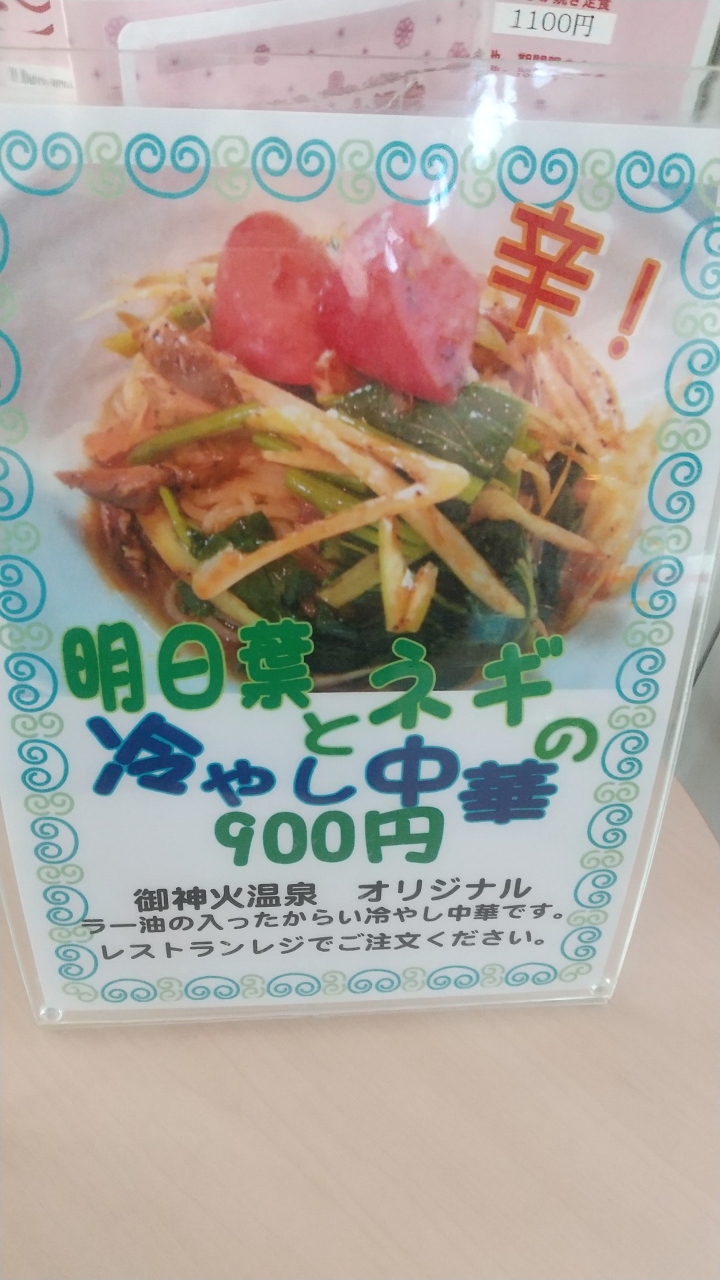 1100円
辛！
明日葉とネギの
冷やし中華
900円
御神火温泉　オリジナル
ラー油の入ったからい冷やし中華です。
レストランレジでご注文ください。